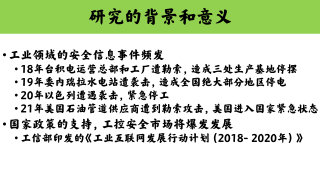 研究的背景和意义
•工业领域的安全信息事件频发
•18年台积电运营总部和工厂遭勒索，造成三处生产基地停摆
•19年委内瑞拉水电站遭袭击，造成全国绝大部分地区停电
•20年以色列遭遇袭击，紧急停工
•21年美国石油管道供应商遭到勒索攻击，美国进入国家紧急状态
•国家政策的支持，工控安全市场将爆发发展
•工信部印发的《工业互联网发展行动计划（2018-2020年）》